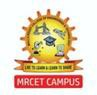 LIVE TO LEARN & LEARN TO SHARE
MRCET CAMPUS